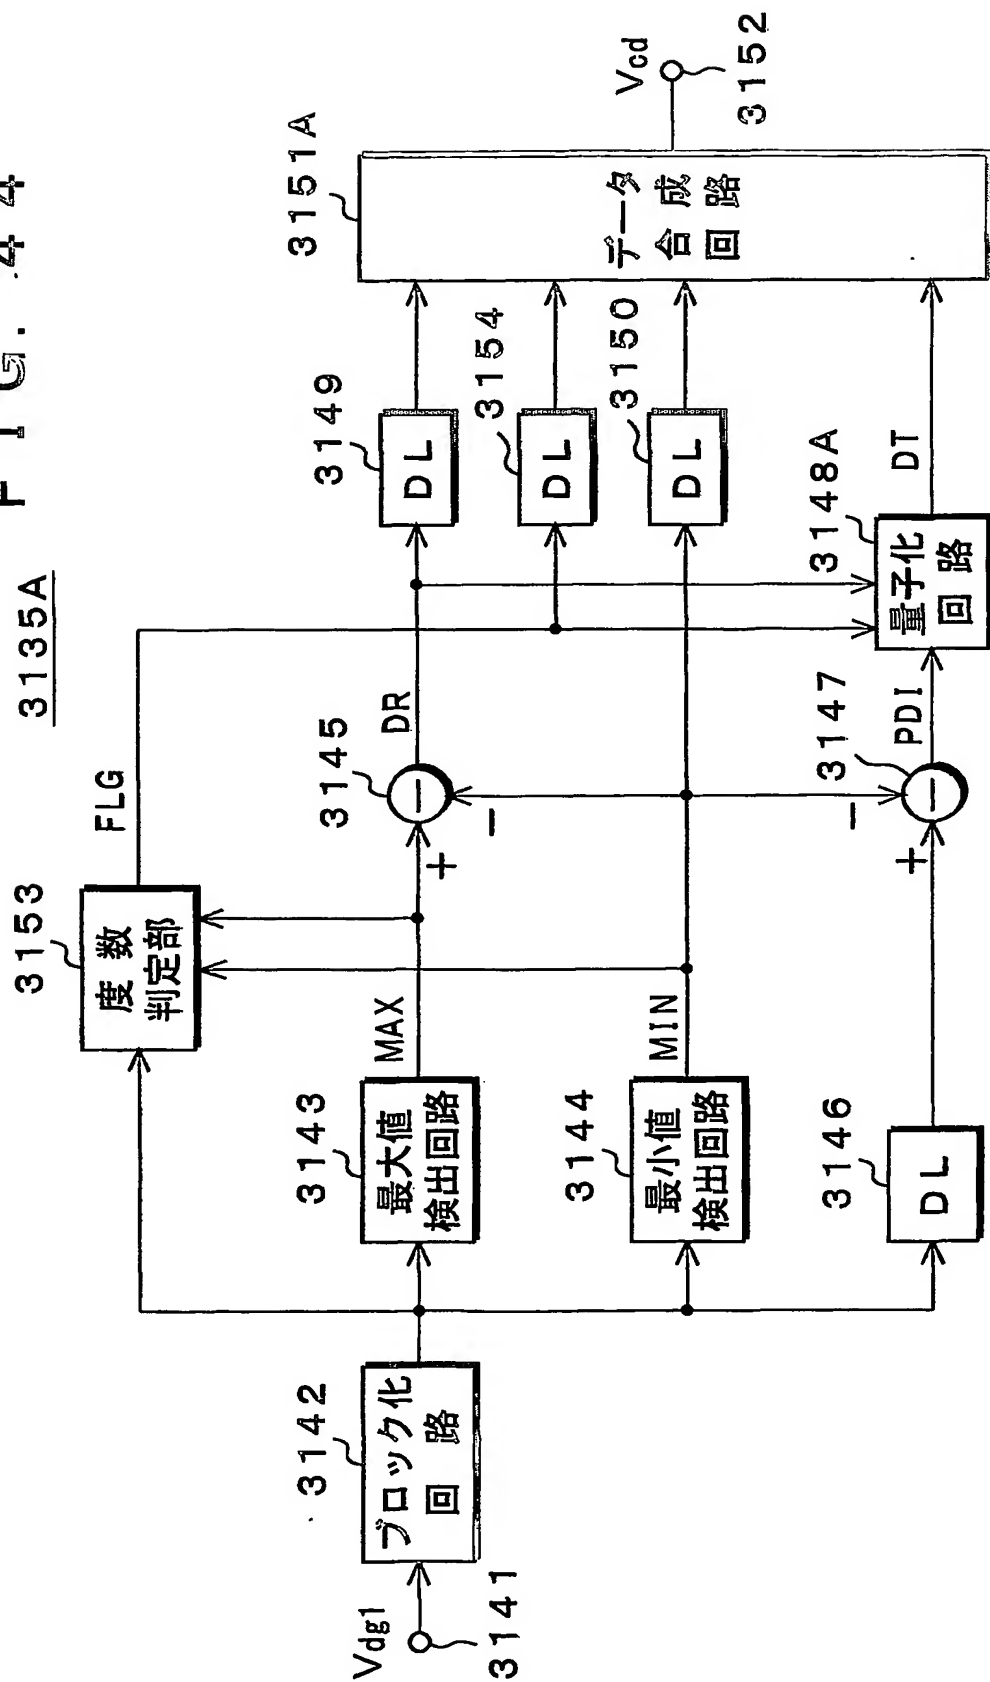 FIG. 44
3135A
Vdg1
3141
3142
ブロック化
回路
3143
最大値
検出回路
MAX
3144
最小値
検出回路
MIN
3146
DL
3153
度数
判定部
FLG
3145
+
-
-
DR
3147
+
-
-
PDI
3148A
量子化
回路
DT
3149
DL
3154
DL
3150
DL
3151A
データ
合成
回路
Vcd
3152